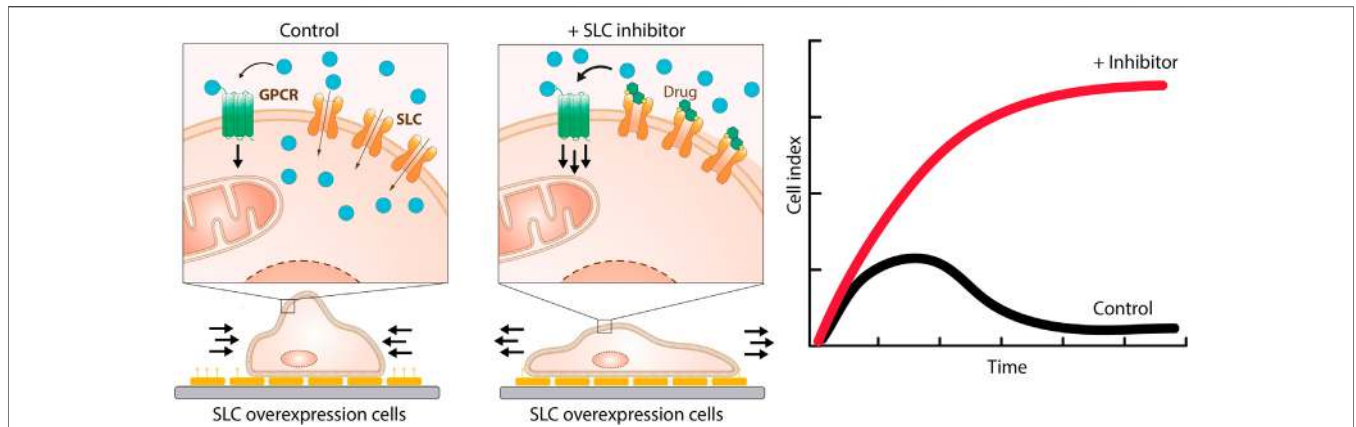 Control
GPCR
SLC
SLC overexpression cells
+ SLC inhibitor
Drug
SLC overexpression cells
Cell index
+ Inhibitor
Control
Time